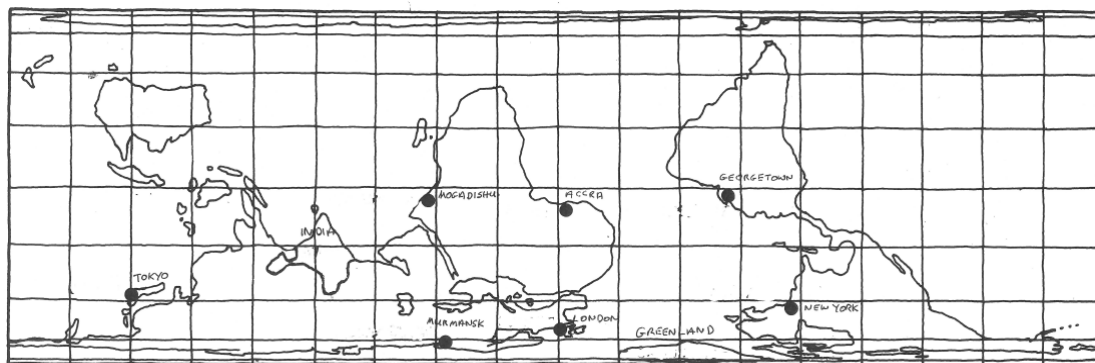 GEORGETOWN
MOGADISHU
ACCRA
INDIA
TOKYO
NEW YORK
LONDON
MURMANSK
GREENLAND